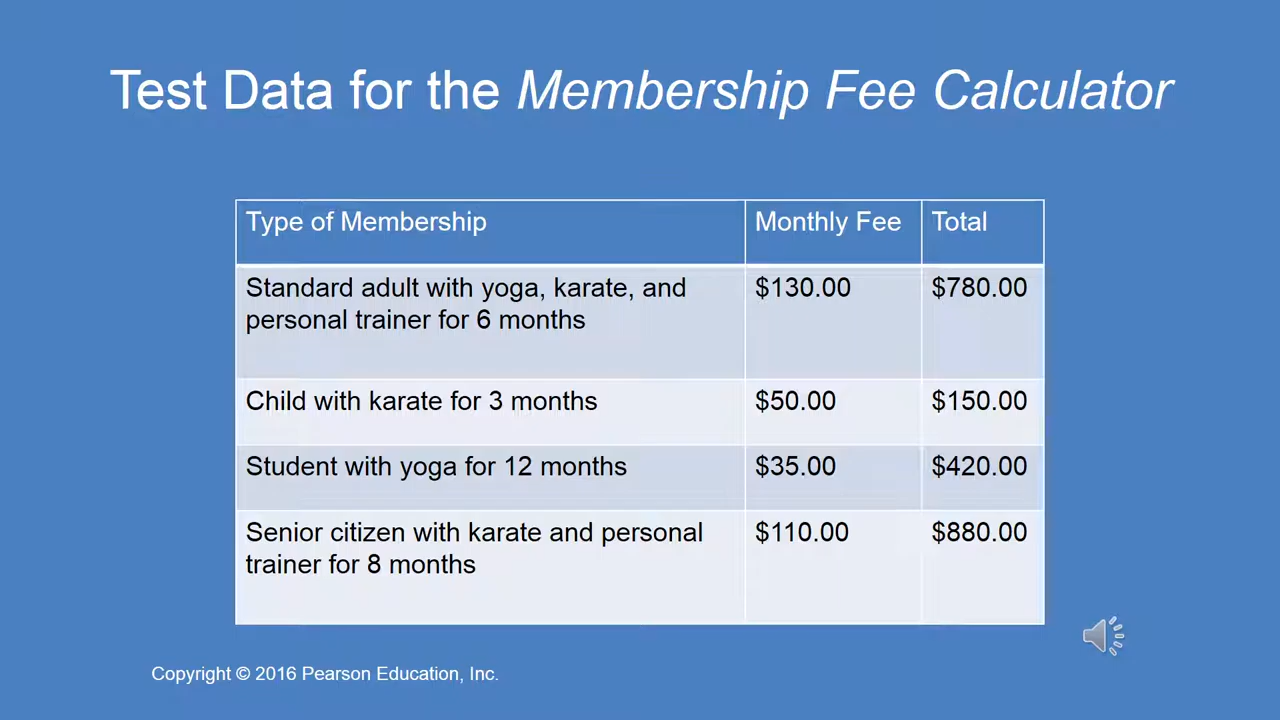 Test Data for the Membership Fee Calculator
Type of Membership Monthly Fee Total
Standard adult with yoga, karate, and $130.00 $780.00
personal trainer for 6 months
Child with karate for 3 months $50.00 $150.00
Student with yoga for 12 months $35.00 $420.00
Senior citizen with karate and personal $110.00 $880.00
trainer for 8 months
Copyright © 2016 Pearson Education, Inc.